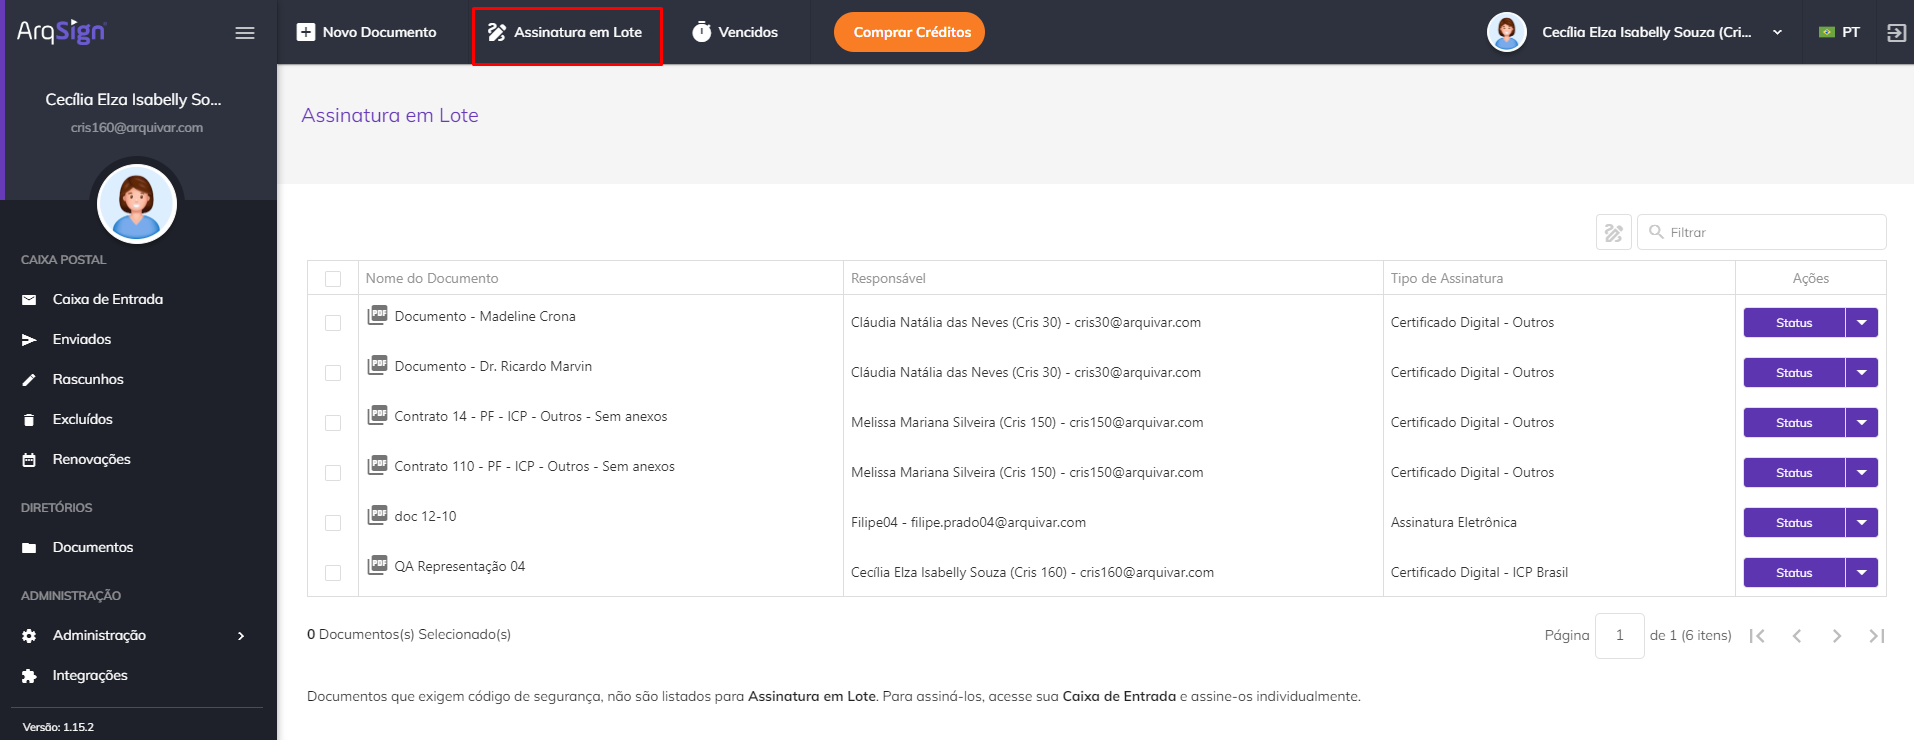 ArqSign
Novo Documento
Assinatura em Lote
Vencidos
Comprar Créditos
Cecília Elza Isabelly Souza (Cri...
PT
Cecília Elza Isabelly So...
cris160@arquivar.com
CAIXA POSTAL
Caixa de Entrada
Enviados
Rascunhos
Excluídos
Renovações
DIRETÓRIOS
Documentos
ADMINISTRAÇÃO
Administração
Integrações
Versão: 1.15.2
Assinatura em Lote
Filtrar
Nome do Documento Responsável Tipo de Assinatura Ações
PDF Documento - Madeline Crona Cláudia Natália das Neves (Cris 30) - cris30@arquivar.com Certificado Digital - Outros Status
PDF Documento - Dr. Ricardo Marvin Cláudia Natália das Neves (Cris 30) - cris30@arquivar.com Certificado Digital - Outros Status
PDF Contrato 14 - PF - ICP - Outros - Sem anexos Melissa Mariana Silveira (Cris 150) - cris150@arquivar.com Certificado Digital - Outros Status
PDF Contrato 110 - PF - ICP - Outros - Sem anexos Melissa Mariana Silveira (Cris 150) - cris150@arquivar.com Certificado Digital - Outros Status
PDF doc 12-10 Filipe04 - filipe.prado04@arquivar.com Assinatura Eletrônica Status
PDF QA Representação 04 Cecília Elza Isabelly Souza (Cris 160) - cris160@arquivar.com Certificado Digital - ICP Brasil Status
0 Documentos(s) Selecionado(s)
Página 1 de 1 (6 itens)
Documentos que exigem código de segurança, não são listados para Assinatura em Lote. Para assiná-los, acesse sua Caixa de Entrada e assine-os individualmente.